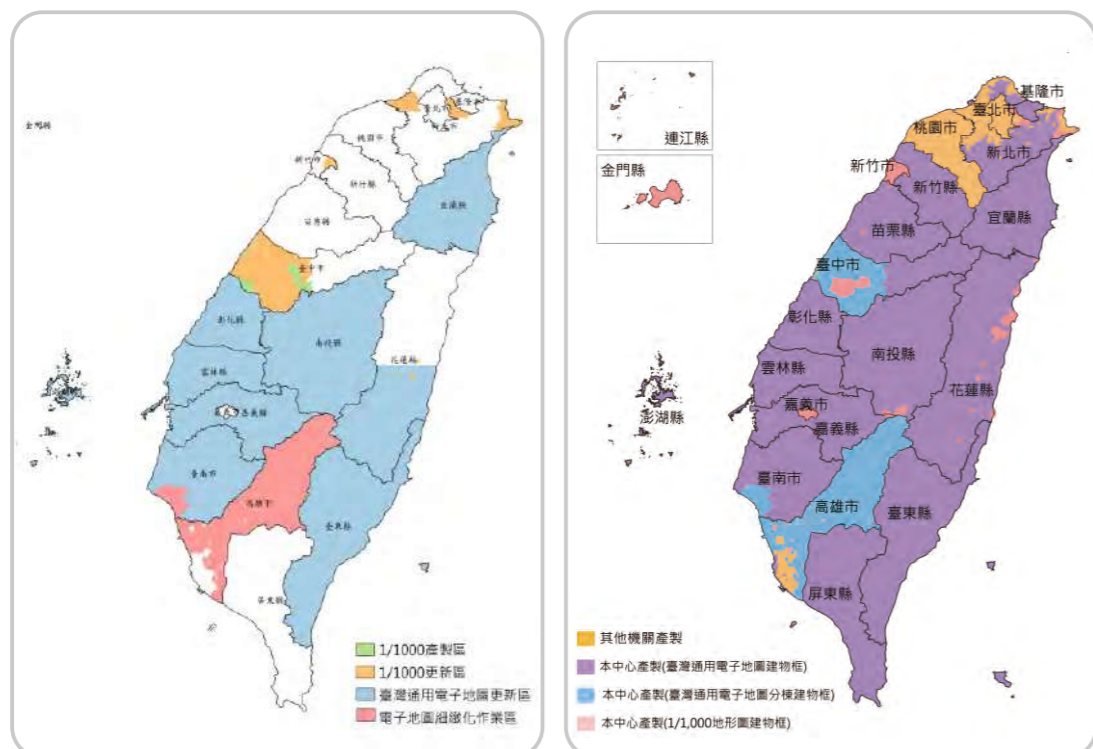 金門縣
臺北市
基隆市
新北市
桃園市
新竹市
新竹縣
宜蘭縣
苗栗縣
臺中市
彰化縣
南投縣
花蓮縣
雲林縣
嘉義縣
臺南市
高雄市
臺東縣
屏東縣
1/1000產製區
1/1000更新區
臺灣通用電子地圖更新區
電子地圖細緻化作業區
連江縣
金門縣
基隆市
臺北市
桃園市
新北市
新竹市
新竹縣
宜蘭縣
苗栗縣
臺中市
彰化縣
南投縣
雲林縣
花蓮縣
澎湖縣
嘉義市
嘉義縣
臺南市
高雄市
臺東縣
屏東縣
其他機關產製
本中心產製(臺灣通用電子地圖建物框)
本中心產製(臺灣通用電子地圖分棟建物框)
本中心產製(1/1,000地形圖建物框)